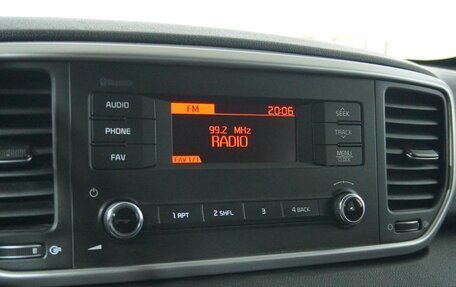 Bluetooth
AUDIO
PHONE
FAV
FM 20:06
99.2 MHz
RADIO
FAV 1/1
SEEK
TRACK
MENU
CLOCK
1 RPT 2 SHFL 3 4 BACK